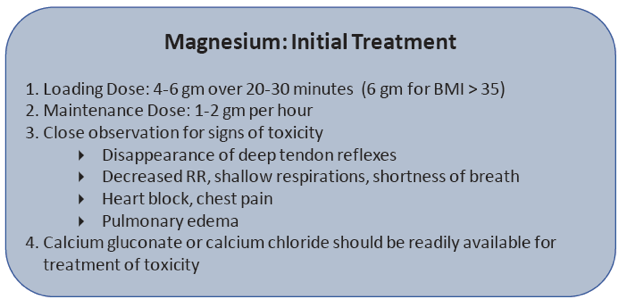 Magnesium: Initial Treatment
1. Loading Dose: 4-6 gm over 20-30 minutes (6 gm for BMI > 35)
2. Maintenance Dose: 1-2 gm per hour
3. Close observation for signs of toxicity
Disappearance of deep tendon reflexes
Decreased RR, shallow respirations, shortness of breath
Heart block, chest pain
Pulmonary edema
4. Calcium gluconate or calcium chloride should be readily available for
treatment of toxicity